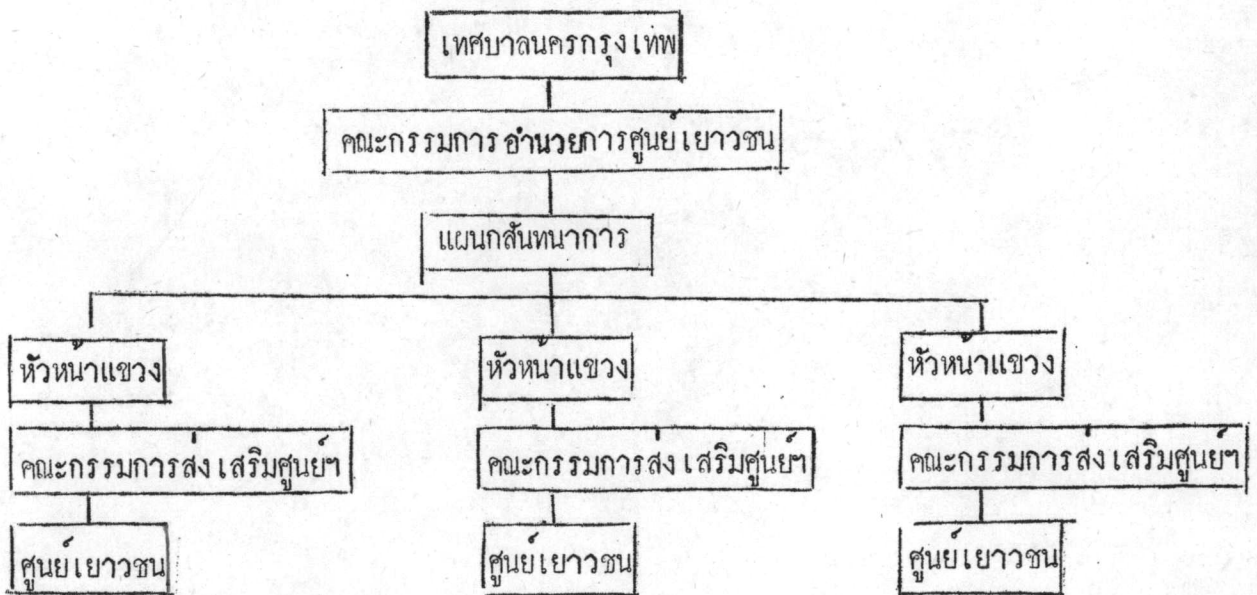 เทศบาลนครกรุงเทพ
คณะกรรมการอำนวยการศูนย์เยาวชน
แผนกสันทนาการ
หัวหน้าแขวง หัวหน้าแขวง หัวหน้าแขวง
คณะกรรมการส่งเสริมศูนย์ฯ คณะกรรมการส่งเสริมศูนย์ฯ คณะกรรมการส่งเสริมศูนย์ฯ
ศูนย์เยาวชน ศูนย์เยาวชน ศูนย์เยาวชน